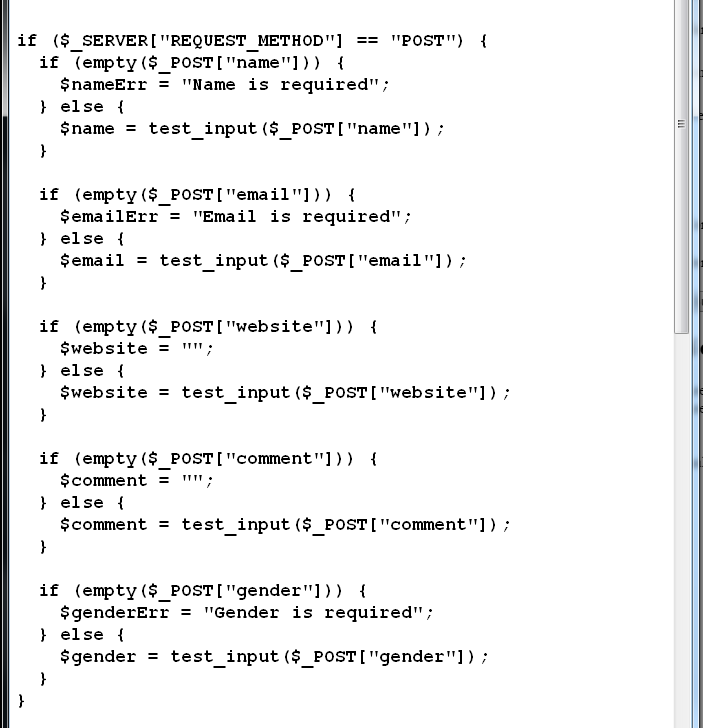 if ($_SERVER["REQUEST_METHOD"] == "POST") {
  if (empty($_POST["name"])) {
    $nameErr = "Name is required";
  } else {
    $name = test_input($_POST["name"]);
  }

  if (empty($_POST["email"])) {
    $emailErr = "Email is required";
  } else {
    $email = test_input($_POST["email"]);
  }

  if (empty($_POST["website"])) {
    $website = "";
  } else {
    $website = test_input($_POST["website"]);
  }

  if (empty($_POST["comment"])) {
    $comment = "";
  } else {
    $comment = test_input($_POST["comment"]);
  }

  if (empty($_POST["gender"])) {
    $genderErr = "Gender is required";
  } else {
    $gender = test_input($_POST["gender"]);
  }
}